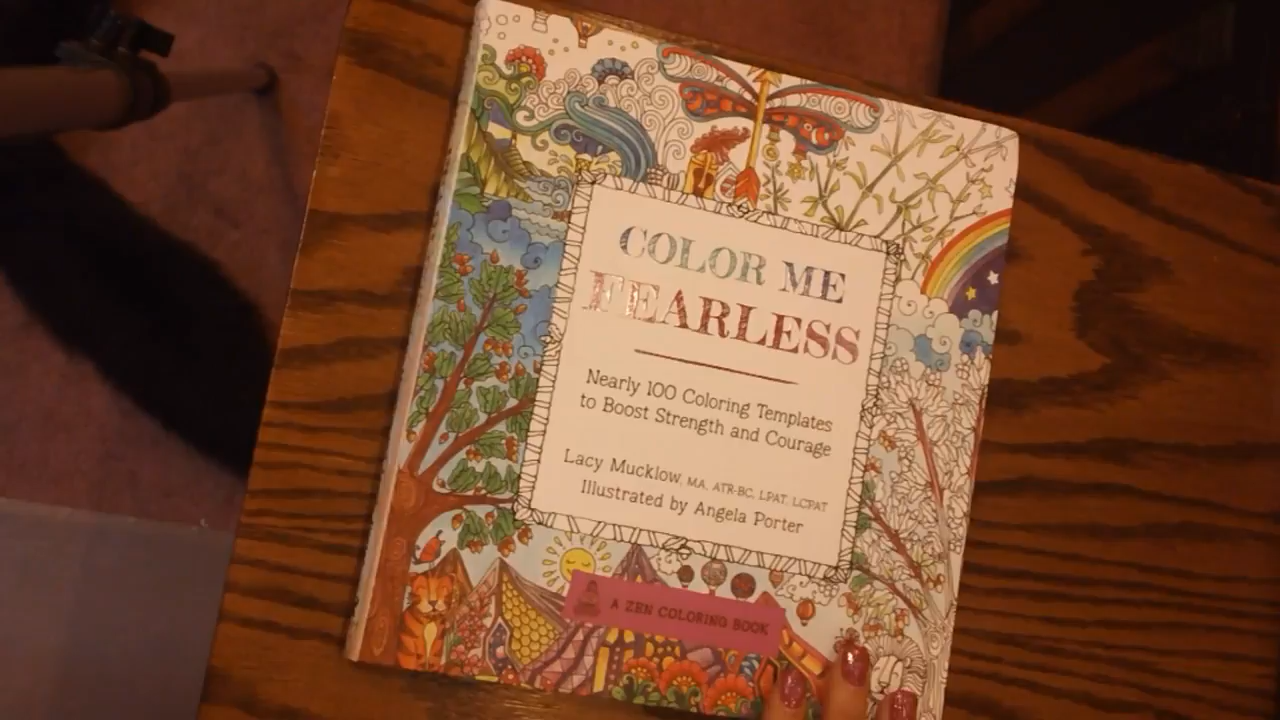 COLOR ME
FEARLESS
Nearly 100 Coloring Templates
to Boost Strength and Courage
Lacy Mucklow, MA, ATR-BC, LPAT, LCPAT
Illustrated by Angela Porter
A ZEN COLORING BOOK